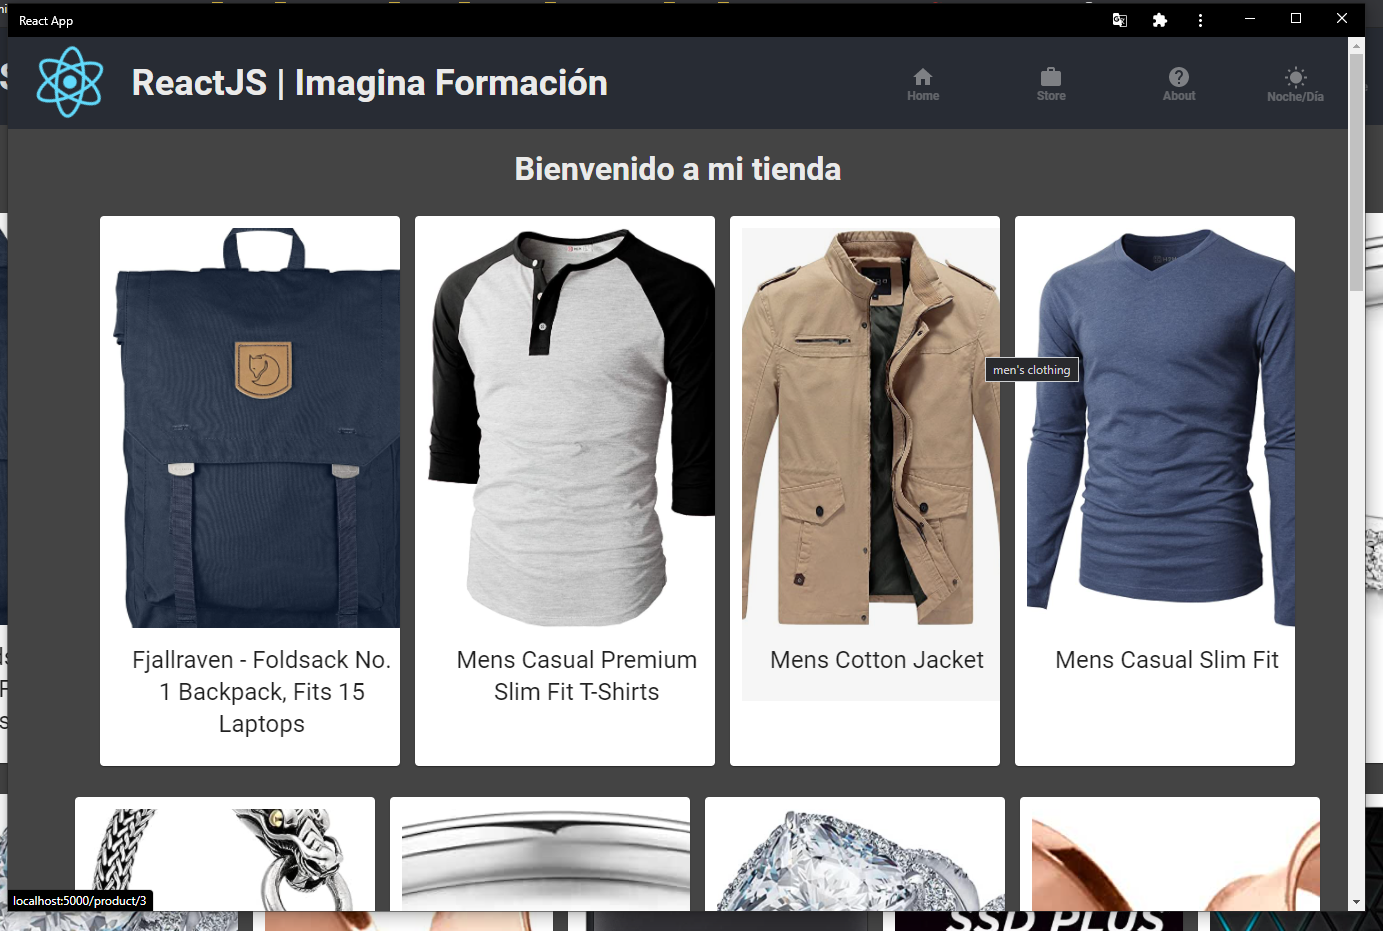 React App
ReactJS | Imagina Formación
Home
Store
About
Noche/Día
Bienvenido a mi tienda
men's clothing
Fjallraven - Foldsack No.
1 Backpack, Fits 15
Laptops
Mens Casual Premium
Slim Fit T-Shirts
Mens Cotton Jacket
Mens Casual Slim Fit
localhost:5000/product/3
SSD PLUS